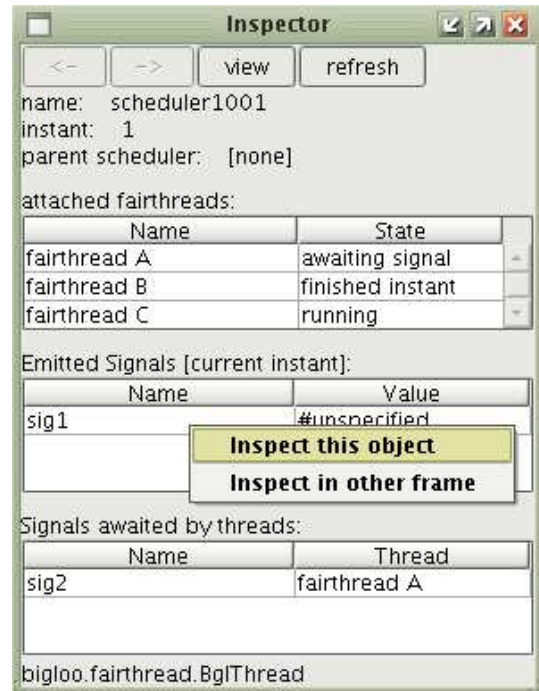 Inspector
<- -> view refresh
name: scheduler1001
instant: 1
parent scheduler: [none]
attached fairthreads:
Name State
fairthread A awaiting signal
fairthread B finished instant
fairthread C running
Emitted Signals [current instant]:
Name Value
sig1 #unspecified
Inspect this object
Inspect in other frame
Signals awaited by threads:
Name Thread
sig2 fairthread A
bigloo.fairthread.BglThread